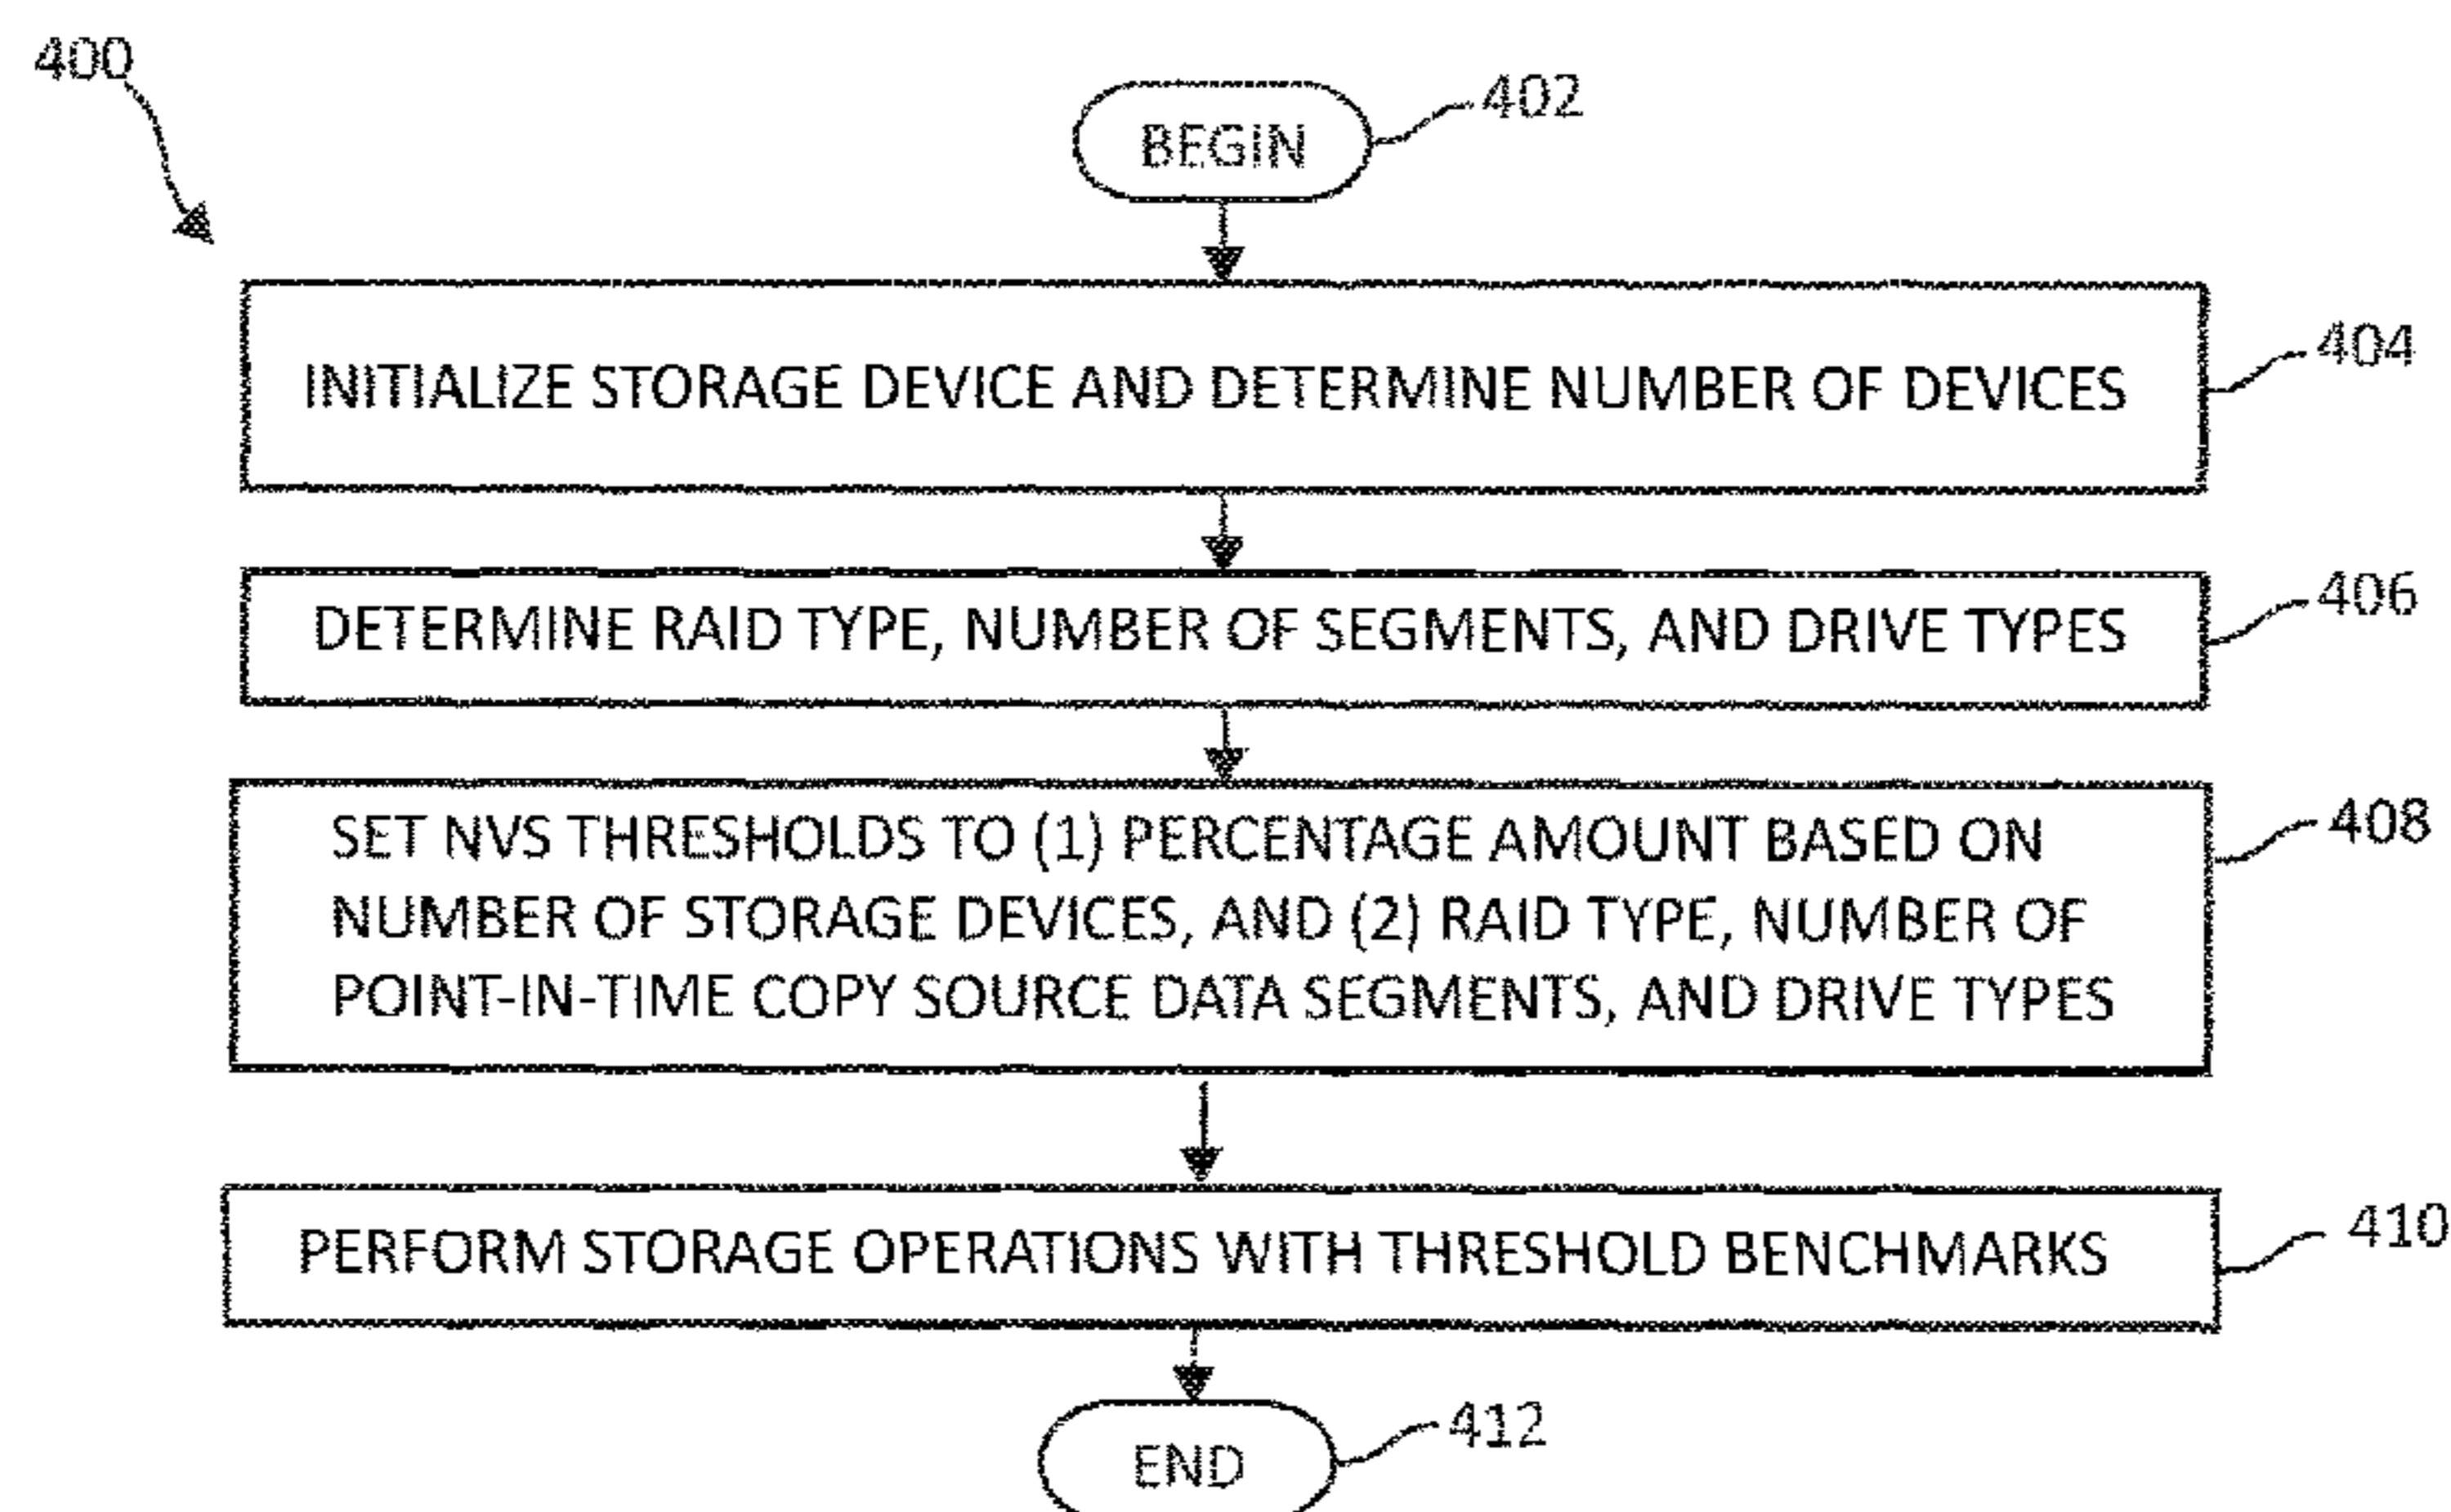 400
BEGIN
402
INITIALIZE STORAGE DEVICE AND DETERMINE NUMBER OF DEVICES
404
DETERMINE RAID TYPE, NUMBER OF SEGMENTS, AND DRIVE TYPES
406
SET NVS THRESHOLDS TO (1) PERCENTAGE AMOUNT BASED ON
NUMBER OF STORAGE DEVICES, AND (2) RAID TYPE, NUMBER OF
POINT-IN-TIME COPY SOURCE DATA SEGMENTS, AND DRIVE TYPES
408
PERFORM STORAGE OPERATIONS WITH THRESHOLD BENCHMARKS
410
END
412